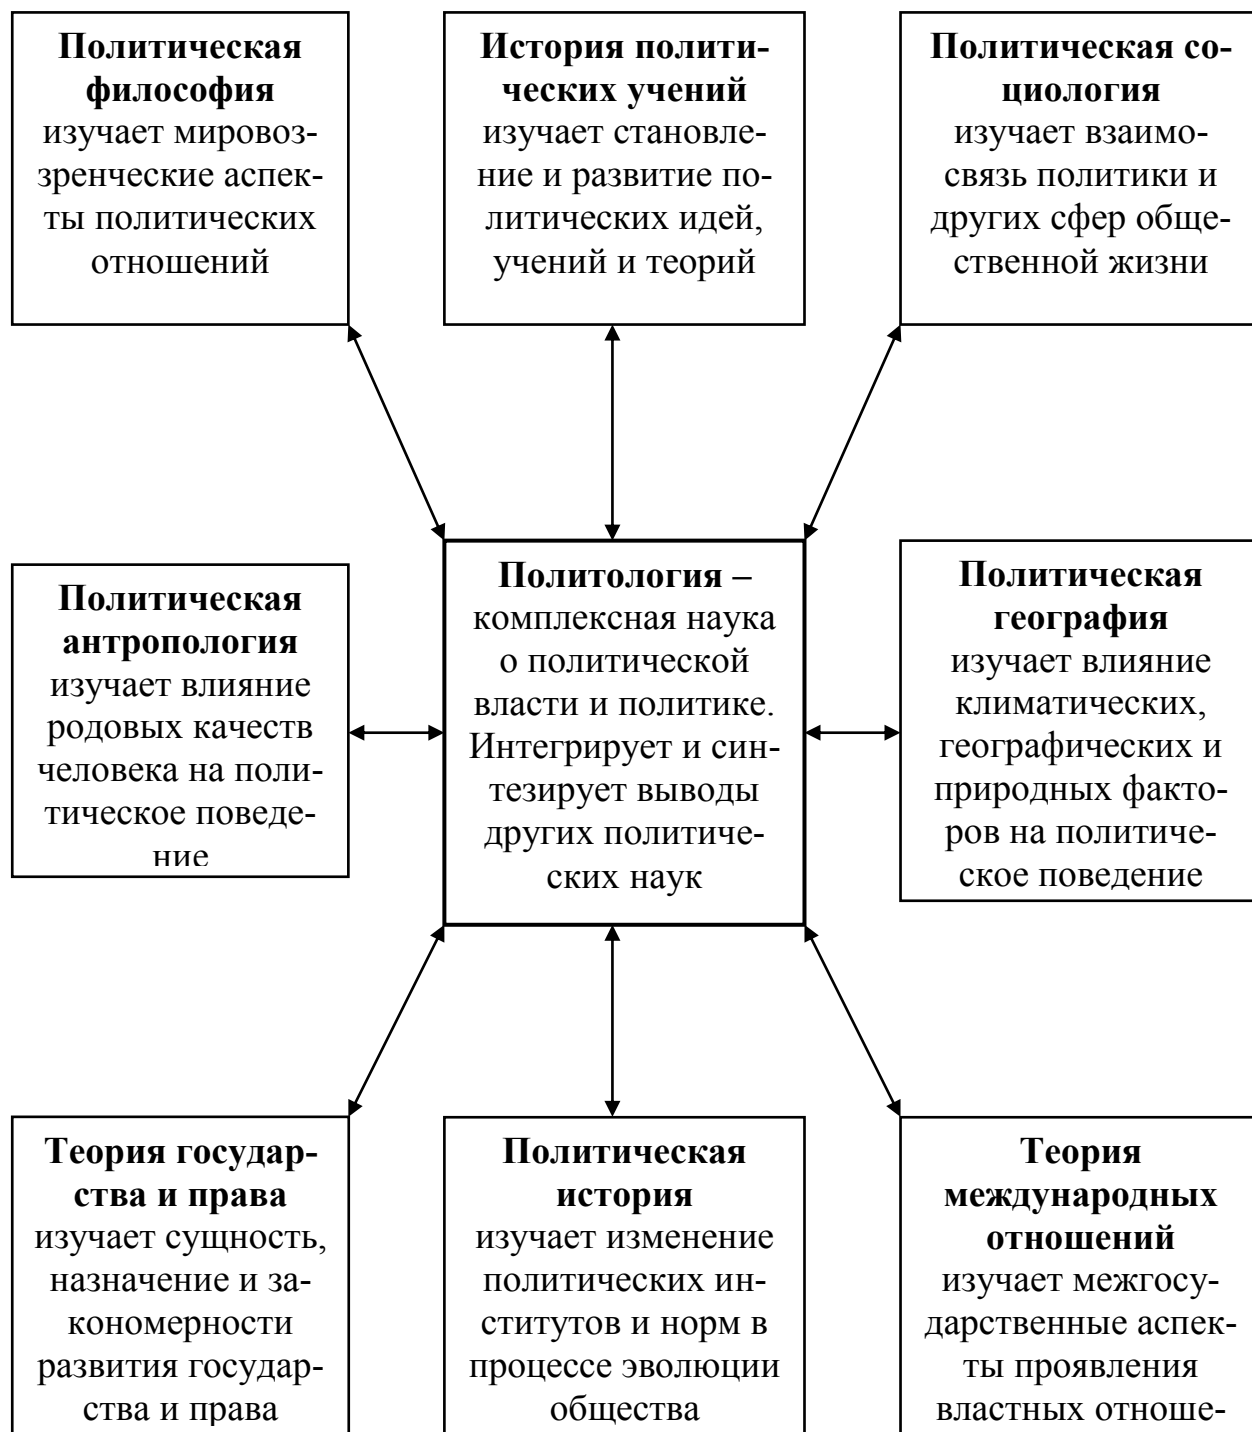 Политическая
философия
изучает мировоз-
зренческие аспек-
ты политических
отношений
История полити-
ческих учений
изучает становле-
ние и развитие по-
литических идей,
учений и теорий
Политическая со-
циология
изучает взаимо-
связь политики и
других сфер обще-
ственной жизни
Политическая
антропология
изучает влияние
родовых качеств
человека на поли-
тическое поведе-
ние
Политология –
комплексная наука
о политической
власти и политике.
Интегрирует и син-
тезирует выводы
других политиче-
ских наук
Политическая
география
изучает влияние
климатических,
географических и
природных факто-
ров на политиче-
ское поведение
Теория государ-
ства и права
изучает сущность,
назначение и за-
кономерности
развития государ-
ства и права
Политическая
история
изучает изменение
политических ин-
ститутов и норм в
процессе эволюции
общества
Теория
международных
отношений
изучает межгосу-
дарственные аспек-
ты проявления
властных отноше-